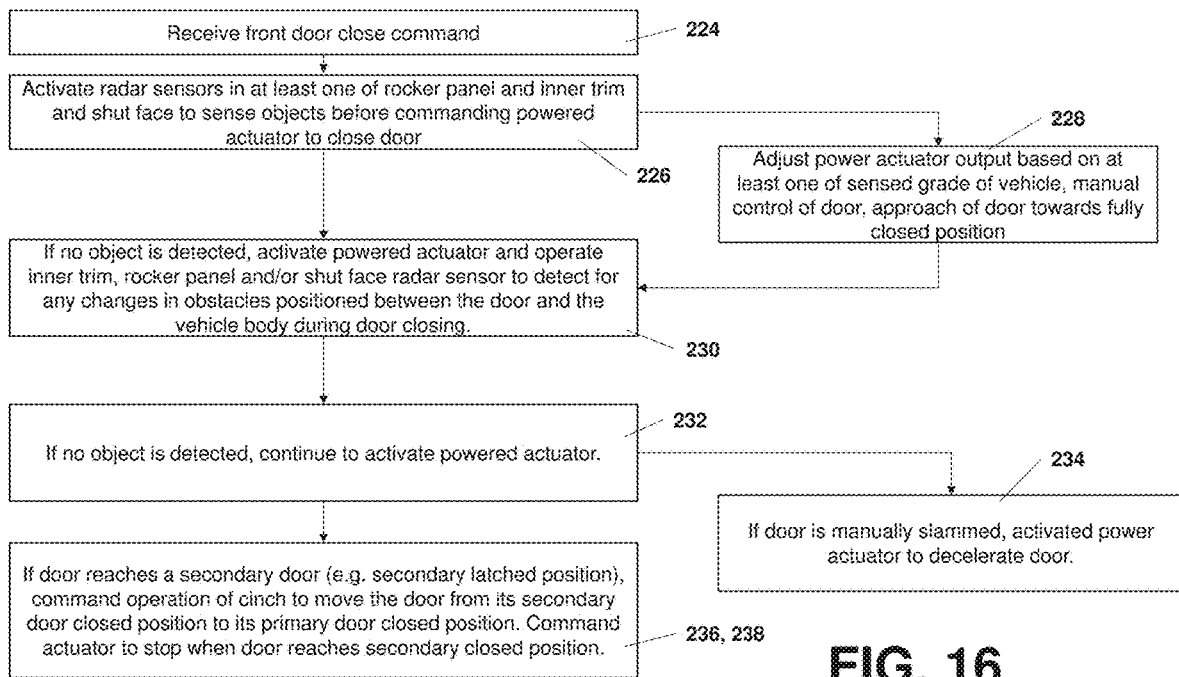 Receive front door close command
224
Activate radar sensors in at least one of rocker panel and inner trim
and shut face to sense objects before commanding powered
actuator to close door
226
228
Adjust power actuator output based on at
least one of sensed grade of vehicle, manual
control of door, approach of door towards fully
closed position
If no object is detected, activate powered actuator and operate
inner trim, rocker panel and/or shut face radar sensor to detect for
any changes in obstacles positioned between the door and the
vehicle body during door closing.
230
232
If no object is detected, continue to activate powered actuator.
234
If door is manually slammed, activated power
actuator to decelerate door.
If door reaches a secondary door (e.g. secondary latched position),
command operation of cinch to move the door from its secondary
door closed position to its primary door closed position. Command
actuator to stop when door reaches secondary closed position.
236, 238
FIG. 16